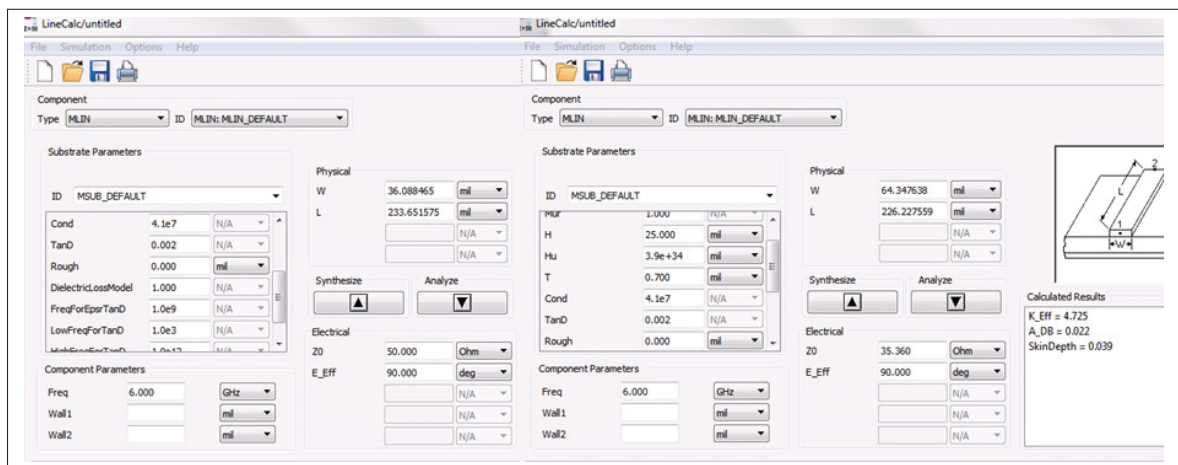 LineCalc/untitled
File Simulation Options Help
Component
Type MLIN ID MLIN: MLIN_DEFAULT
Substrate Parameters
ID MSUB_DEFAULT
Cond 4.1e7 N/A
TanD 0.002 N/A
Rough 0.000 mil
DielectricLossModel 1.000 N/A
FreqForEpsrTanD 1.0e9 N/A
LowFreqForTanD 1.0e3 N/A
HighFreqForTanD 1.0e12 N/A
Physical
W 36.088465 mil
L 233.651575 mil
N/A
N/A
Synthesize Analyze
Electrical
Z0 50.000 Ohm
E_Eff 90.000 deg
N/A
N/A
N/A
Component Parameters
Freq 6.000 GHz
Wall1 mil
Wall2 mil
LineCalc/untitled
File Simulation Options Help
Component
Type MLIN ID MLIN: MLIN_DEFAULT
Substrate Parameters
ID MSUB_DEFAULT
Mur 1.000 N/A
H 25.000 mil
Hu 3.9e+34 mil
T 0.700 mil
Cond 4.1e7 N/A
TanD 0.002 N/A
Rough 0.000 mil
Physical
W 64.347638 mil
L 226.227559 mil
N/A
N/A
Synthesize Analyze
Electrical
Z0 35.360 Ohm
E_Eff 90.000 deg
N/A
N/A
N/A
Component Parameters
Freq 6.000 GHz
Wall1 mil
Wall2 mil
2
L
1
W
Calculated Results
K_Eff = 4.725
A_DB = 0.022
SkinDepth = 0.039